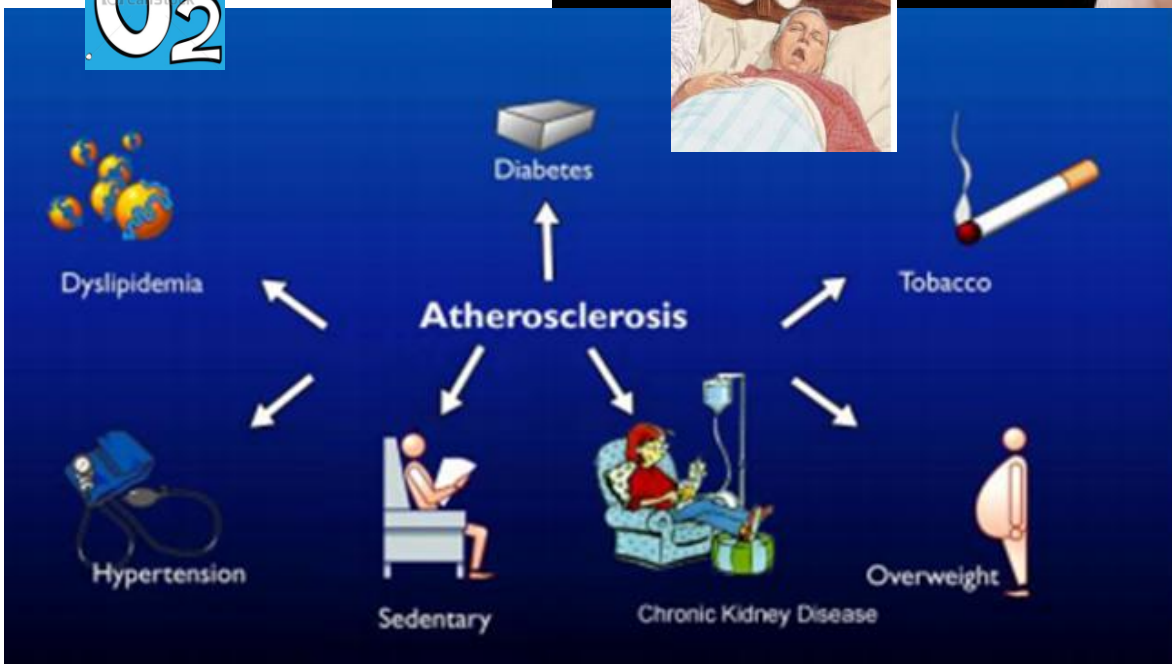 O2
Diabetes
Dyslipidemia
Tobacco
Atherosclerosis
Hypertension
Overweight
Sedentary
Chronic Kidney Disease